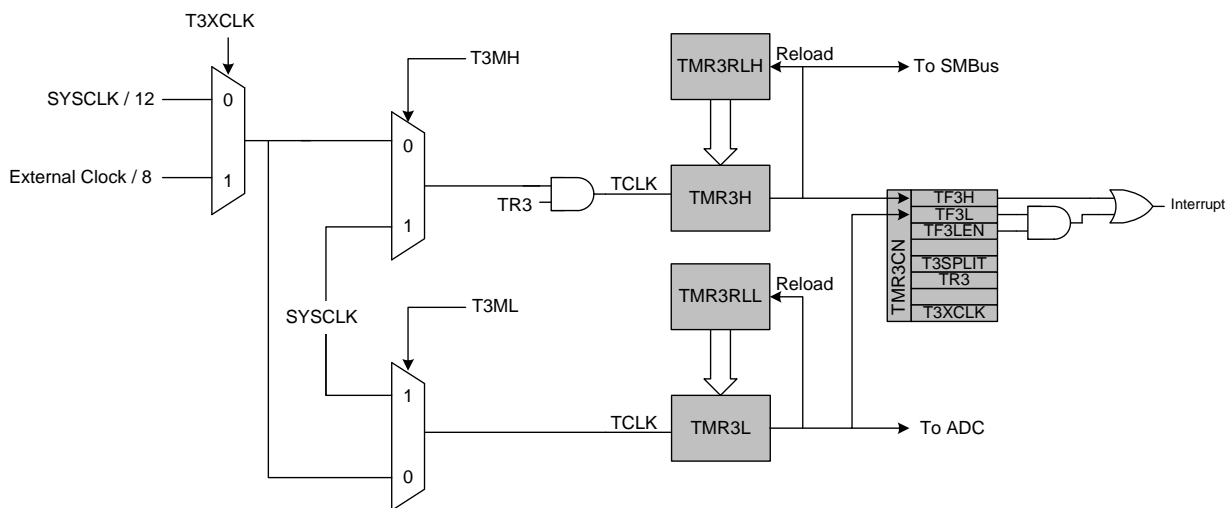 T3XCLK
SYSCLK / 12
0
External Clock / 8
1
T3MH
0
1
SYSCLK
T3ML
1
0
TR3
TCLK
TMR3RLH
Reload
To SMBus
TMR3H
TCLK
TMR3RLL
Reload
TMR3L
To ADC
TMR3CN
TF3H
TF3L
TF3LEN
T3SPLIT
TR3
T3XCLK
Interrupt